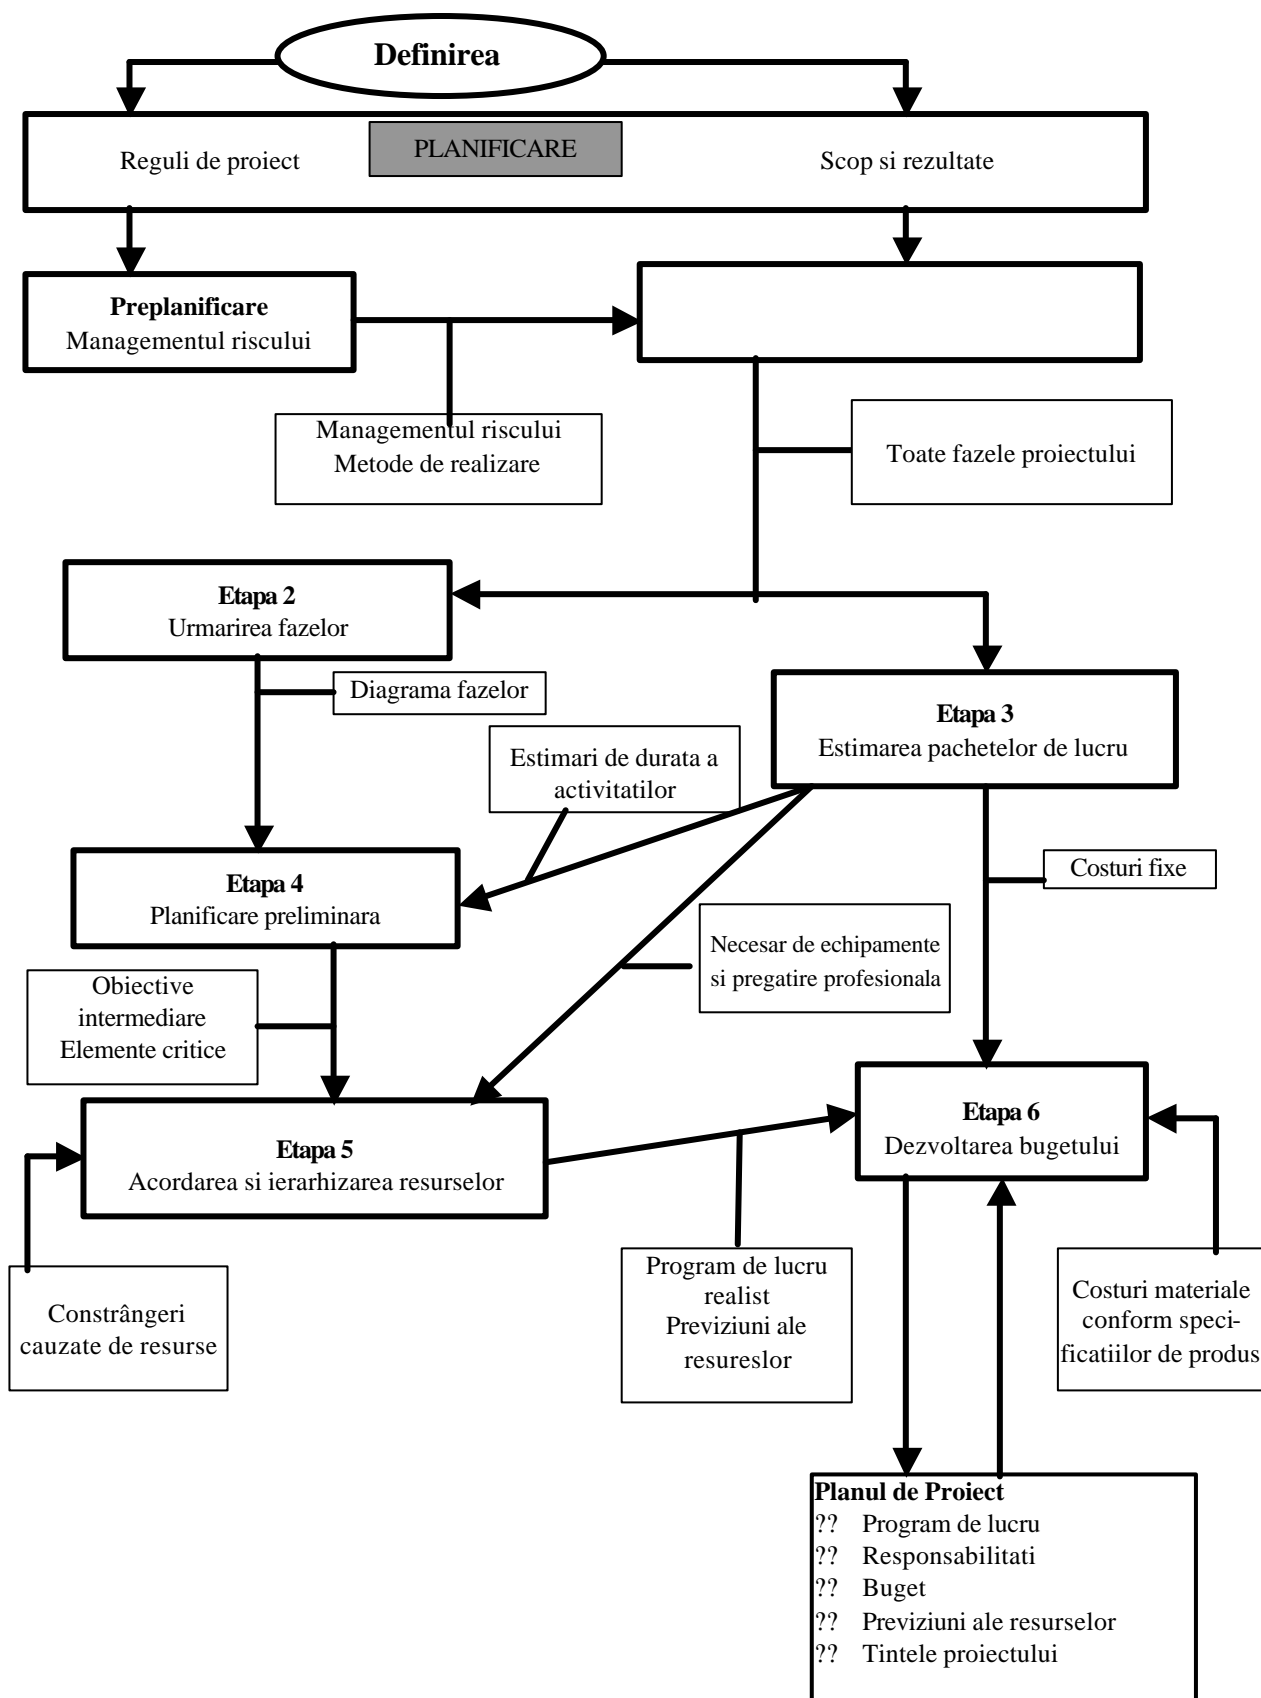 Definirea
PLANIFICARE
Reguli de proiect
Scop si rezultate
Preplanificare
Managementul riscului
Managementul riscului
Metode de realizare
Toate fazele proiectului
Etapa 2
Urmarirea fazelor
Diagrama fazelor
Etapa 3
Estimarea pachetelor de lucru
Estimari de durata a
activitatilor
Etapa 4
Planificare preliminara
Costuri fixe
Necesar de echipamente
si pregatire profesionala
Obiective
intermediare
Elemente critice
Etapa 5
Acordarea si ierarhizarea resurselor
Etapa 6
Dezvoltarea bugetului
Constrângeri
cauzate de resurse
Program de lucru
realist
Previziuni ale
resureslor
Costuri materiale
conform speci-
ficatiilor de produs
Planul de Proiect
?? Program de lucru
?? Responsabilitati
?? Buget
?? Previziuni ale resurselor
?? Tintele proiectului